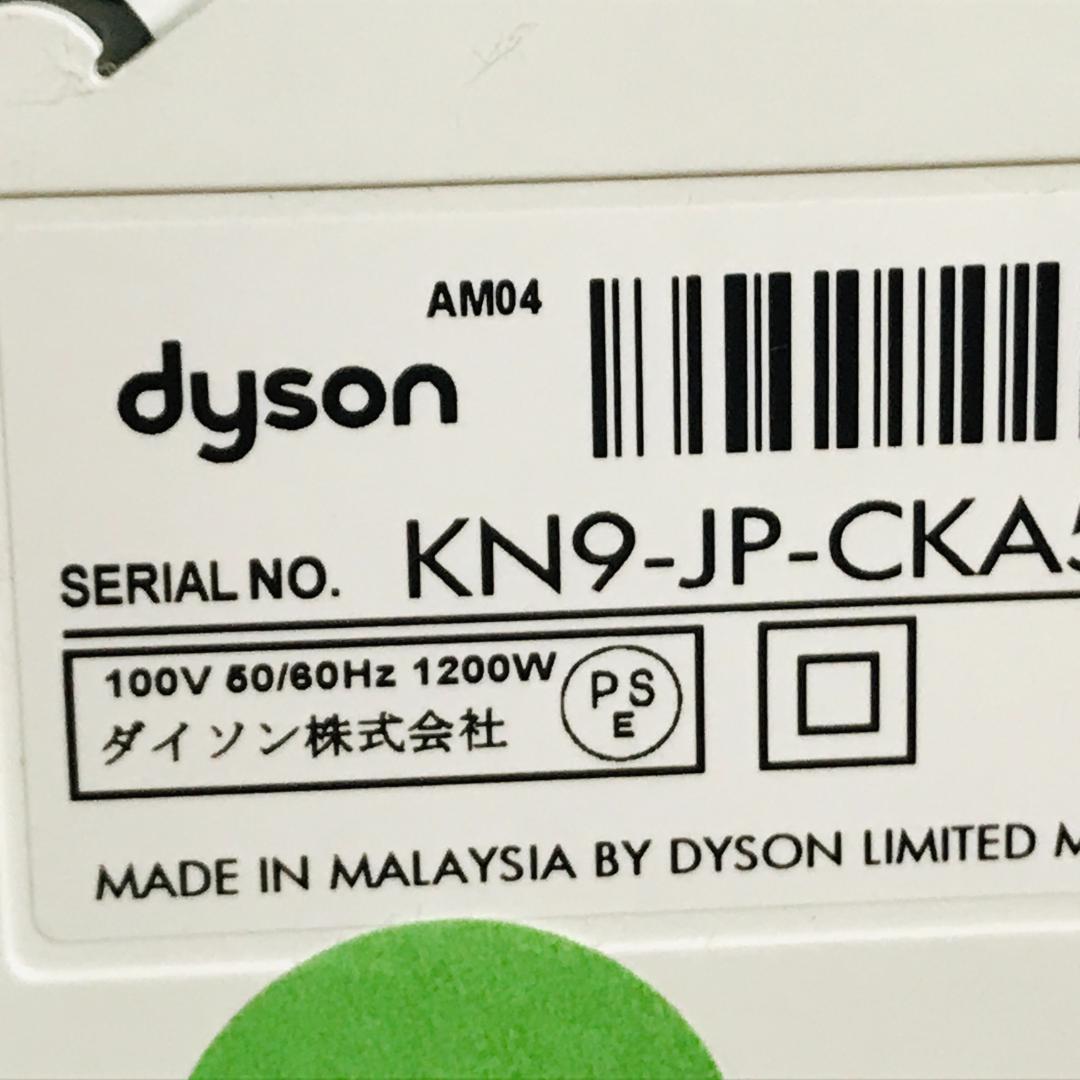 AM04
dyson
SERIAL NO. KN9-JP-CKA
100V 50/60Hz 1200W
PSE
ダイソン株式会社
MADE IN MALAYSIA BY DYSON LIMITED